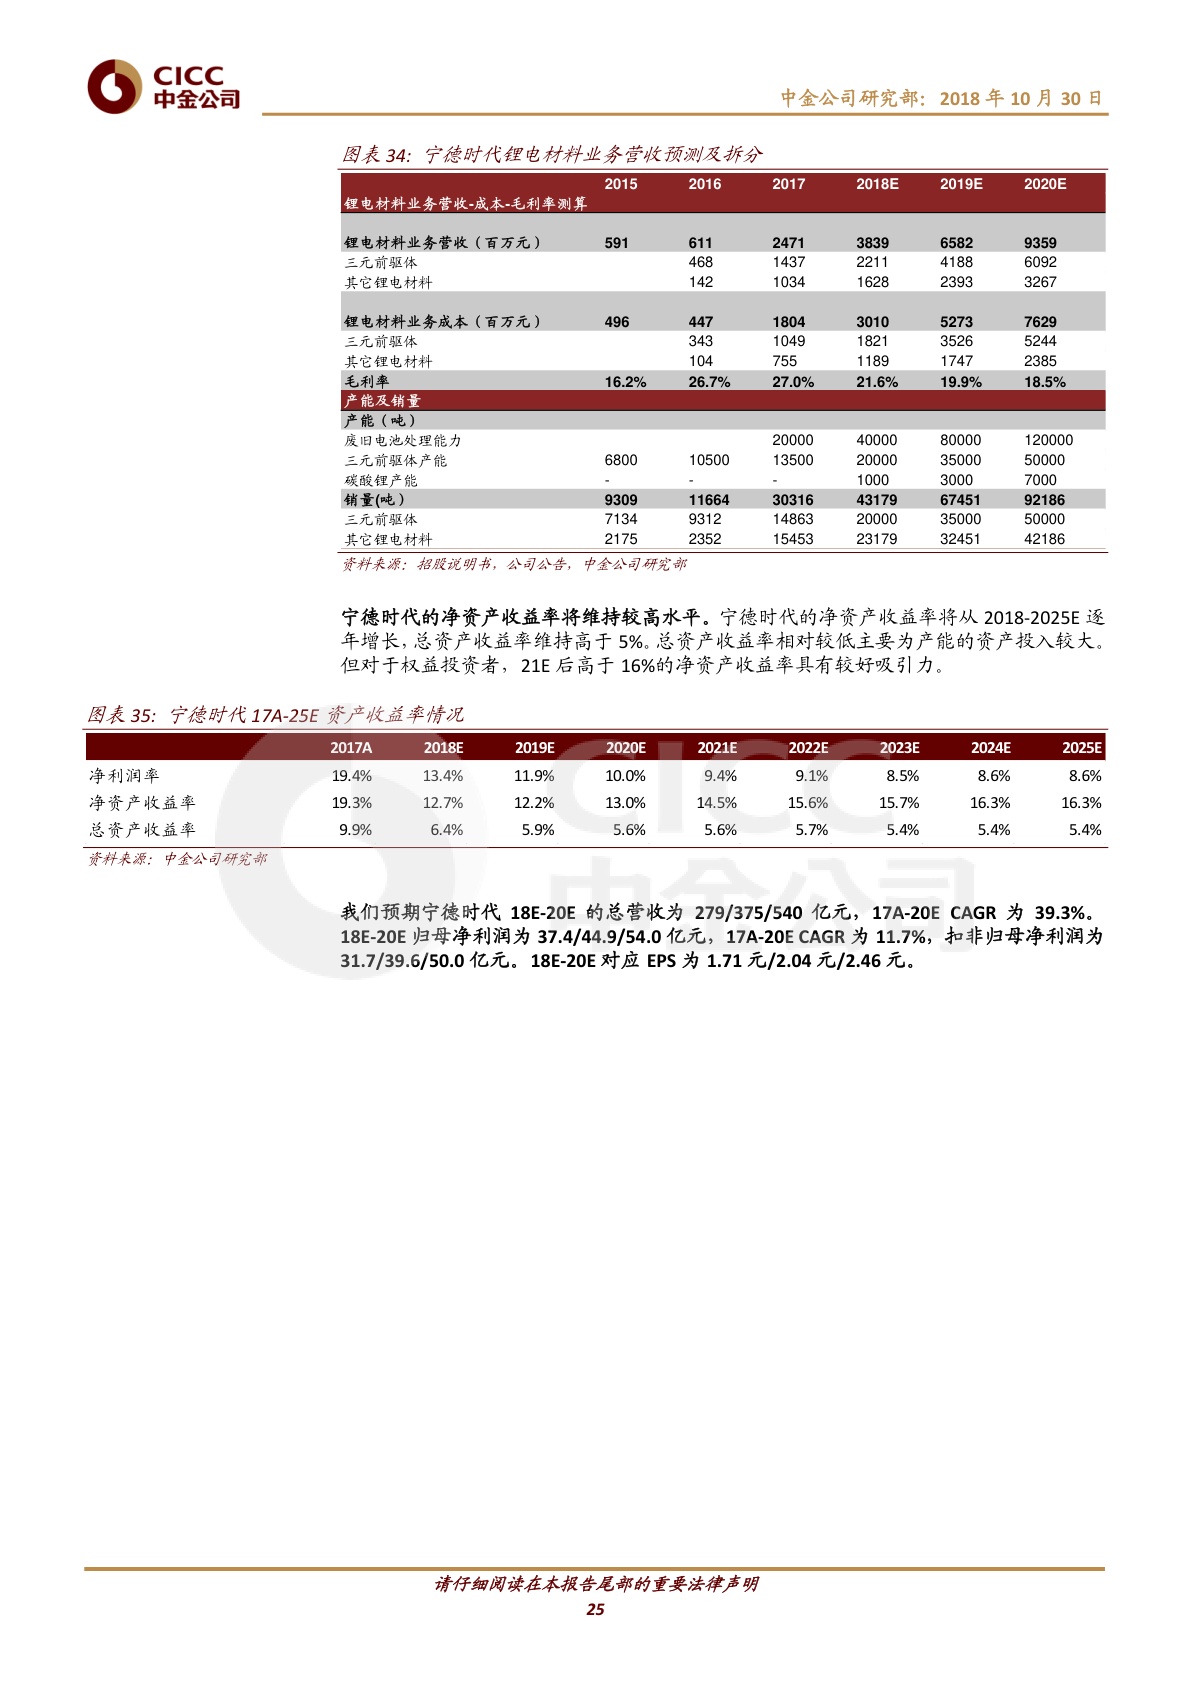 CICC
中金公司
中金公司研究部：2018 年 10 月 30 日
图表 34：宁德时代锂电材料业务营收预测及拆分
2015 2016 2017 2018E 2019E 2020E
锂电材料业务营收-成本-毛利率测算
锂电材料业务营收（百万元） 591 611 2471 3839 6582 9359
三元前驱体 468 1437 2211 4188 6092
其它锂电材料 142 1034 1628 2393 3267
锂电材料业务成本（百万元） 496 447 1804 3010 5273 7629
三元前驱体 343 1049 1821 3526 5244
其它锂电材料 104 755 1189 1747 2385
毛利率 16.2% 26.7% 27.0% 21.6% 19.9% 18.5%
产能及销量
产能（吨）
废旧电池处理能力 20000 40000 80000 120000
三元前驱体产能 6800 10500 13500 20000 35000 50000
碳酸锂产能 - - - 1000 3000 7000
销量(吨） 9309 11664 30316 43179 67451 92186
三元前驱体 7134 9312 14863 20000 35000 50000
其它锂电材料 2175 2352 15453 23179 32451 42186
资料来源：招股说明书，公司公告，中金公司研究部
宁德时代的净资产收益率将维持较高水平。宁德时代的净资产收益率将从 2018-2025E 逐
年增长，总资产收益率维持高于 5%。总资产收益率相对较低主要为产能的资产投入较大。
但对于权益投资者，21E 后高于 16%的净资产收益率具有较好吸引力。
图表 35：宁德时代 17A-25E 资产收益率情况
2017A 2018E 2019E 2020E 2021E 2022E 2023E 2024E 2025E
净利润率 19.4% 13.4% 11.9% 10.0% 9.4% 9.1% 8.5% 8.6% 8.6%
净资产收益率 19.3% 12.7% 12.2% 13.0% 14.5% 15.6% 15.7% 16.3% 16.3%
总资产收益率 9.9% 6.4% 5.9% 5.6% 5.6% 5.7% 5.4% 5.4% 5.4%
资料来源：中金公司研究部
CICC
中金公司
我们预期宁德时代 18E-20E 的总营收为 279/375/540 亿元，17A-20E CAGR 为 39.3%。
18E-20E 归母净利润为 37.4/44.9/54.0 亿元，17A-20E CAGR 为 11.7%，扣非归母净利润为
31.7/39.6/50.0 亿元。18E-20E 对应 EPS 为 1.71 元/2.04 元/2.46 元。
请仔细阅读在本报告尾部的重要法律声明
25